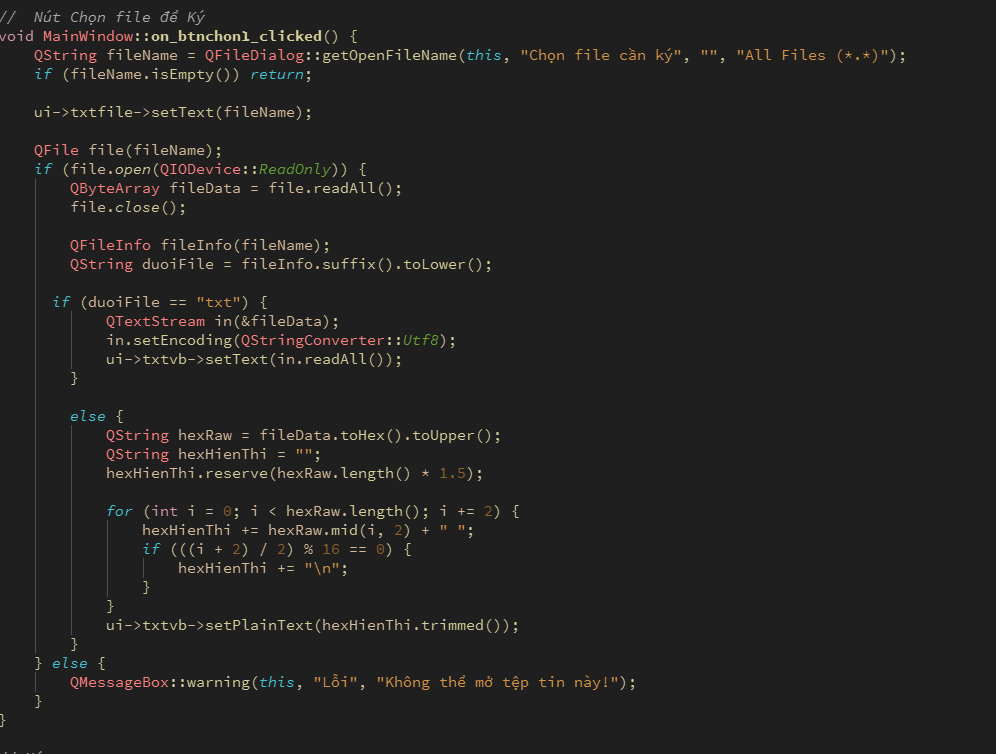 //  Nút Chọn file để Ký
void MainWindow::on_btnchon1_clicked() {
    QString fileName = QFileDialog::getOpenFileName(this, "Chọn file cần ký", "", "All Files (*.*)");
    if (fileName.isEmpty()) return;

    ui->txtfile->setText(fileName);

    QFile file(fileName);
    if (file.open(QIODevice::ReadOnly)) {
        QByteArray fileData = file.readAll();
        file.close();

        QFileInfo fileInfo(fileName);
        QString duoiFile = fileInfo.suffix().toLower();

      if (duoiFile == "txt") {
            QTextStream in(&fileData);
            in.setEncoding(QStringConverter::Utf8);
            ui->txtvb->setText(in.readAll());
        }

        else {
            QString hexRaw = fileData.toHex().toUpper();
            QString hexHienThi = "";
            hexHienThi.reserve(hexRaw.length() * 1.5);

            for (int i = 0; i < hexRaw.length(); i += 2) {
                hexHienThi += hexRaw.mid(i, 2) + " ";
                if (((i + 2) / 2) % 16 == 0) {
                    hexHienThi += "\n";
                }
            }
            ui->txtvb->setPlainText(hexHienThi.trimmed());
        }
    } else {
        QMessageBox::warning(this, "Lỗi", "Không thể mở tệp tin này!");
    }
}